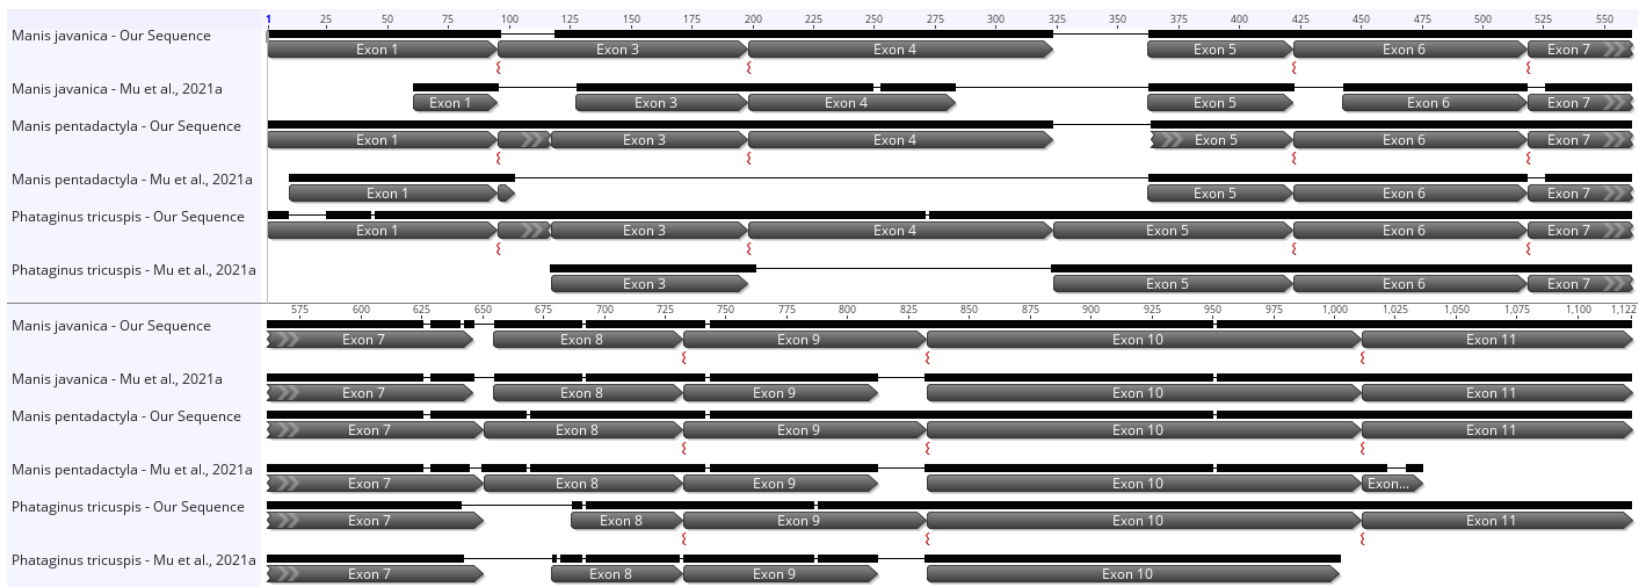 1 25 50 75 100 125 150 175 200 225 250 275 300 325 350 375 400 425 450 475 500 525 550
Manis javanica - Our Sequence
Exon 1 Exon 3 Exon 4 Exon 5 Exon 6 Exon 7
Manis javanica - Mu et al., 2021a
Exon 1 Exon 3 Exon 4 Exon 5 Exon 6 Exon 7
Manis pentadactyla - Our Sequence
Exon 1 Exon 3 Exon 4 Exon 5 Exon 6 Exon 7
Manis pentadactyla - Mu et al., 2021a
Exon 1 Exon 5 Exon 6 Exon 7
Phataginus tricuspis - Our Sequence
Exon 1 Exon 3 Exon 4 Exon 5 Exon 6 Exon 7
Phataginus tricuspis - Mu et al., 2021a
Exon 3 Exon 5 Exon 6 Exon 7
575 600 625 650 675 700 725 750 775 800 825 850 875 900 925 950 975 1,000 1,025 1,050 1,075 1,100 1,122
Manis javanica - Our Sequence
Exon 7 Exon 8 Exon 9 Exon 10 Exon 11
Manis javanica - Mu et al., 2021a
Exon 7 Exon 8 Exon 9 Exon 10 Exon 11
Manis pentadactyla - Our Sequence
Exon 7 Exon 8 Exon 9 Exon 10 Exon 11
Manis pentadactyla - Mu et al., 2021a
Exon 7 Exon 8 Exon 9 Exon 10 Exon...
Phataginus tricuspis - Our Sequence
Exon 7 Exon 8 Exon 9 Exon 10 Exon 11
Phataginus tricuspis - Mu et al., 2021a
Exon 7 Exon 8 Exon 9 Exon 10